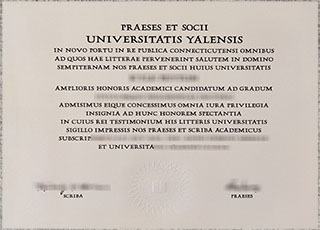 PRAESES ET SOCII
UNIVERSITATIS YALENSIS
IN NOVO PORTU IN RE PUBLICA CONNECTICUTENSI OMNIBUS
AD QUOS HAE LITTERAE PERVENERINT SALUTEM IN DOMINO
SEMPITERNAM NOS PRAESES ET SOCII HUIUS UNIVERSITATIS
AMPLIORIS HONORIS ACADEMICI CANDIDATUM AD GRADUM
ADMISIMUS EIQUE CONCESSIMUS OMNIA IURA PRIVILEGIA
INSIGNIA AD HUNC HONOREM SPECTANTIA
IN CUIUS REI TESTIMONIUM HIS LITTERIS UNIVERSITATIS
SIGILLO IMPRESSIS NOS PRAESES ET SCRIBA ACADEMICUS
SUBSCRIP
ET UNIVERSITA
SCRIBA
PRAESES